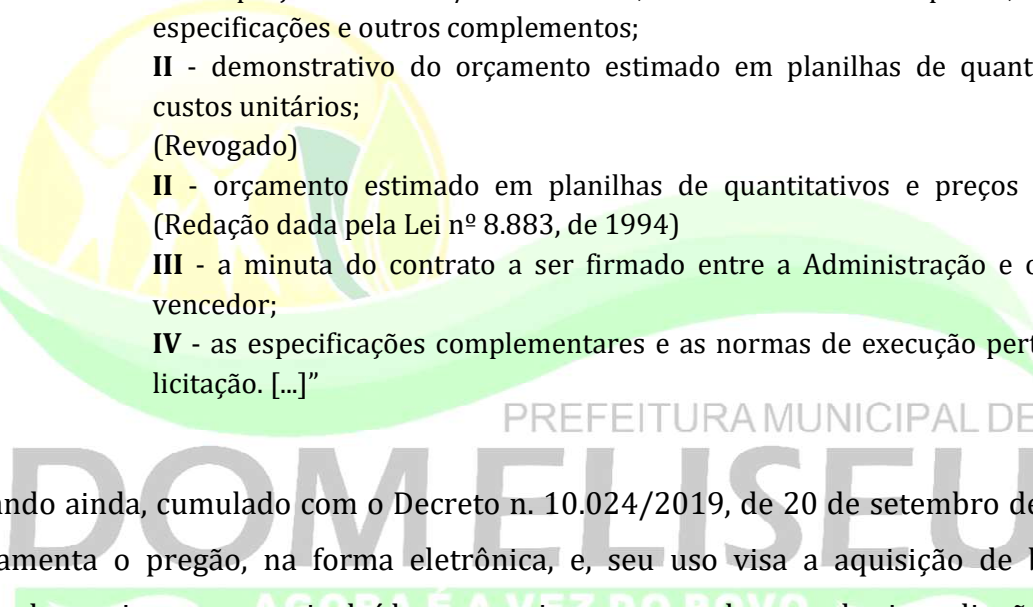 especificações e outros complementos;
II - demonstrativo do orçamento estimado em planilhas de quant
custos unitários;
(Revogado)
II - orçamento estimado em planilhas de quantitativos e preços
(Redação dada pela Lei nº 8.883, de 1994)
III - a minuta do contrato a ser firmado entre a Administração e o
vencedor;
IV - as especificações complementares e as normas de execução pert
licitação. [...]”
PREFEITURA MUNICIPAL DE
DOM ELISEU
ando ainda, cumulado com o Decreto n. 10.024/2019, de 20 de setembro de
amenta o pregão, na forma eletrônica, e, seu uso visa a aquisição de